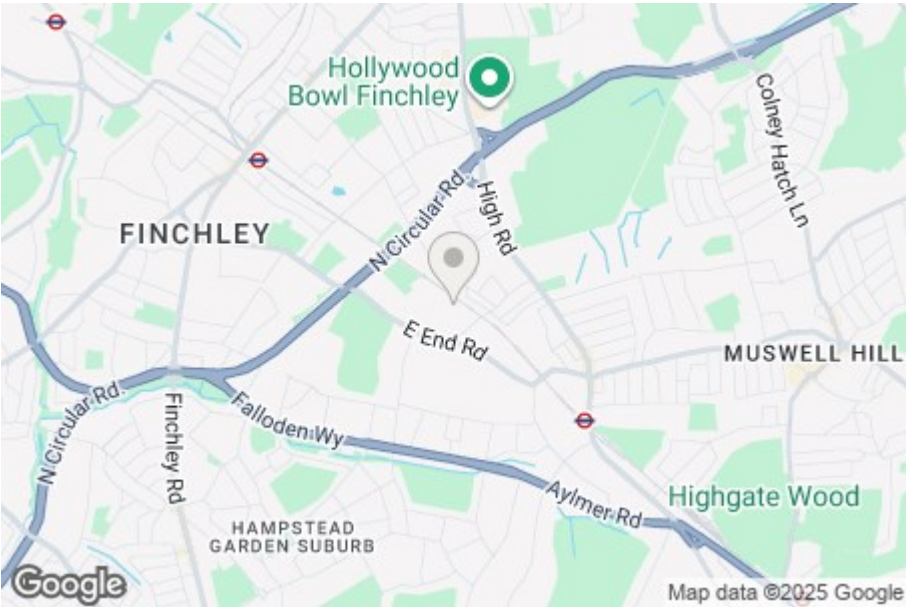 Hollywood
Bowl Finchley
Colney Hatch Ln
N Circular Rd.
High Rd
FINCHLEY
E End Rd
MUSWELL HILL
N Circular Rd.
Finchley Rd
Falloden Wy
Aylmer Rd
Highgate Wood
HAMPSTEAD
GARDEN SUBURB
Google
Map data ©2025 Google